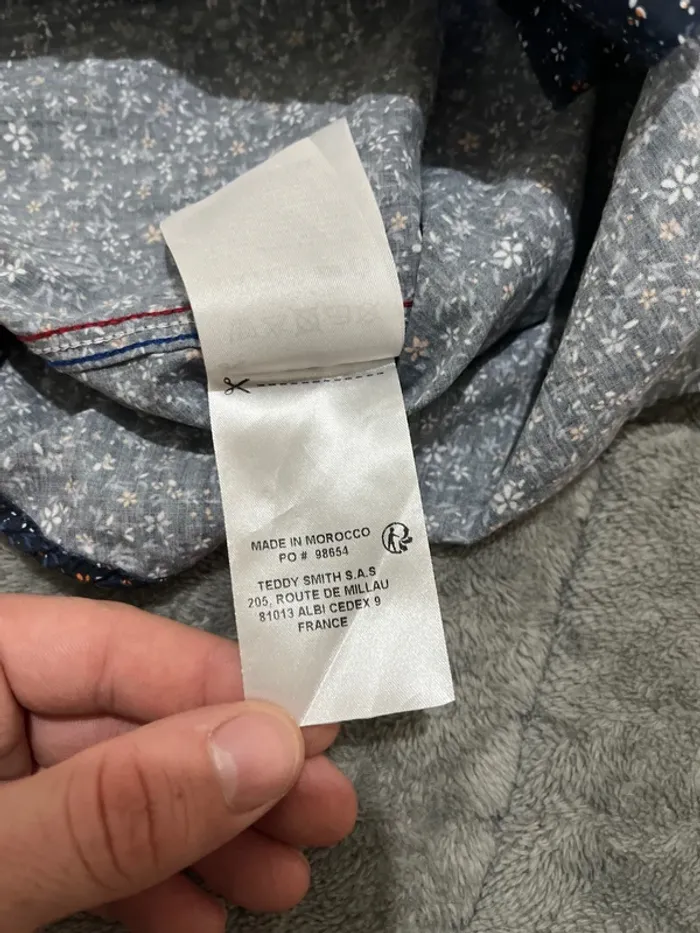 MADE IN MOROCCO
PO # 98654
TEDDY SMITH S.A.S
205, ROUTE DE MILLAU
81013 ALBI CEDEX 9
FRANCE